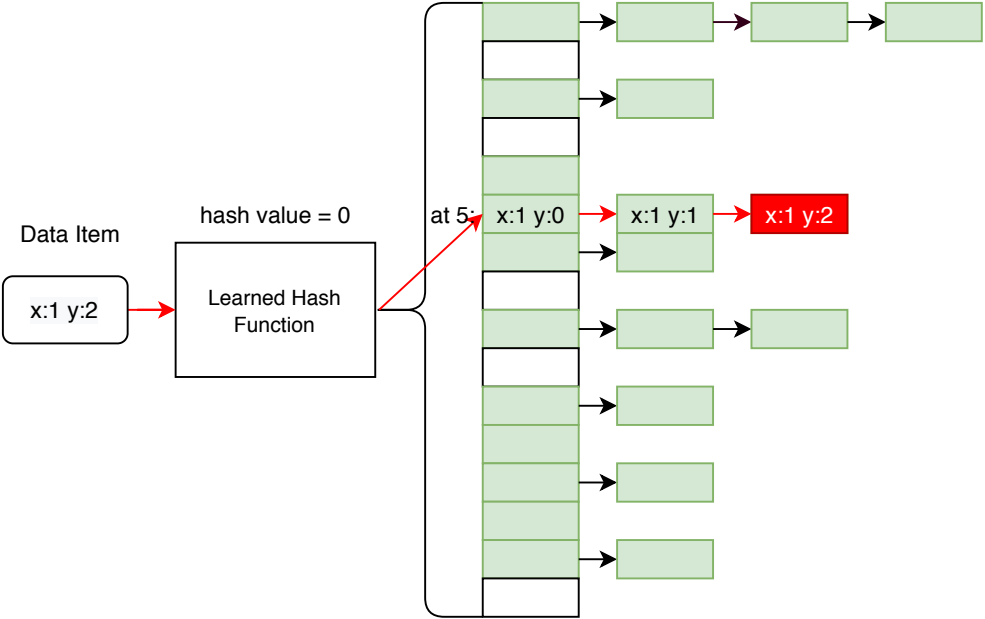 hash value = 0
at 5:
x:1 y:0
x:1 y:1
x:1 y:2
Data Item
x:1 y:2
Learned Hash
Function